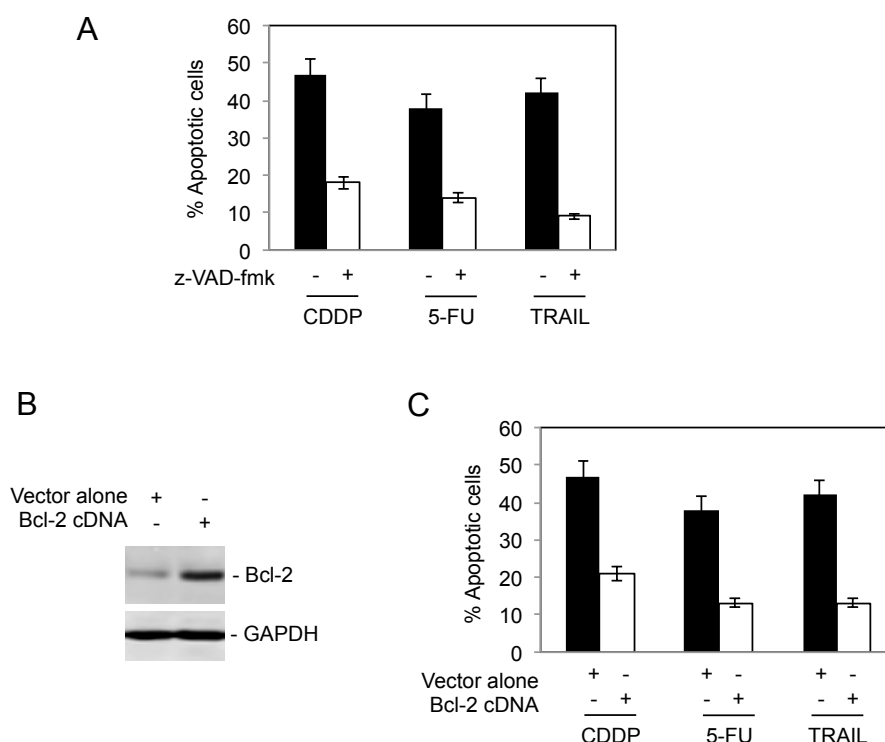 A
% Apoptotic cells
60
50
40
30
20
10
0
z-VAD-fmk - + - + - +
CDDP 5-FU TRAIL
B
Vector alone + -
Bcl-2 cDNA - +
- Bcl-2
- GAPDH
C
% Apoptotic cells
60
50
40
30
20
10
0
Vector alone + - + - + -
Bcl-2 cDNA - + - + - +
CDDP 5-FU TRAIL